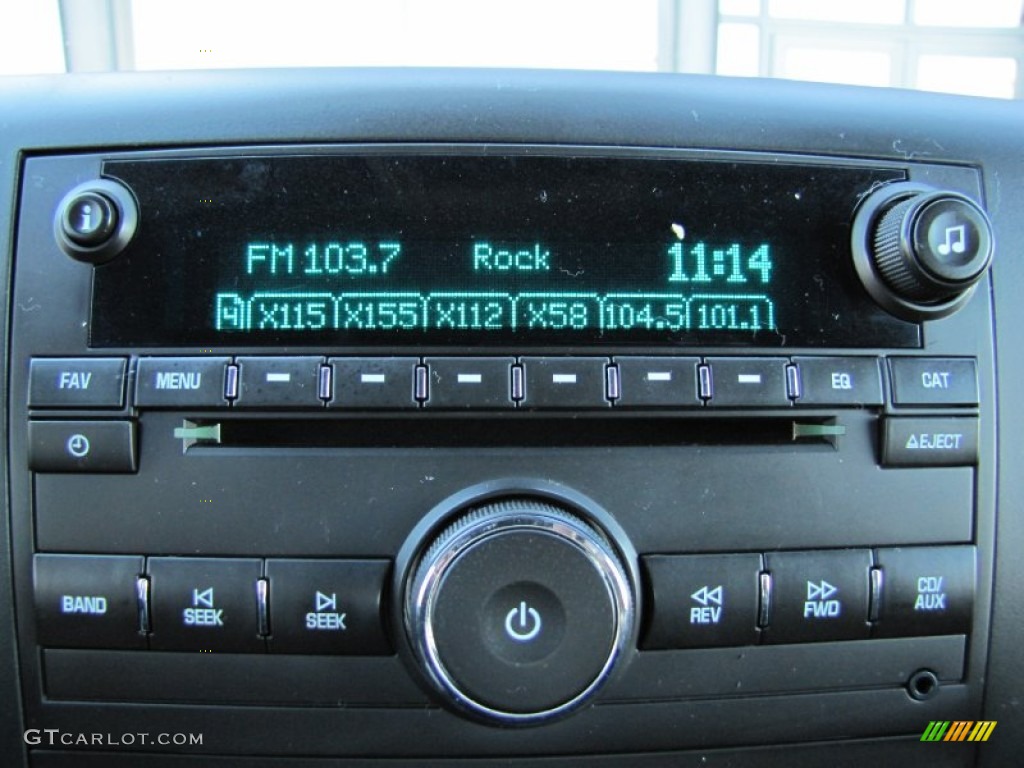 i
FM 103.7 Rock 11:14
4 X115 X155 X112 X58 104.5 101.1
FAV MENU EQ CAT
EJECT
BAND SEEK SEEK REV FWD CD/
AUX
GTCARLOT.COM